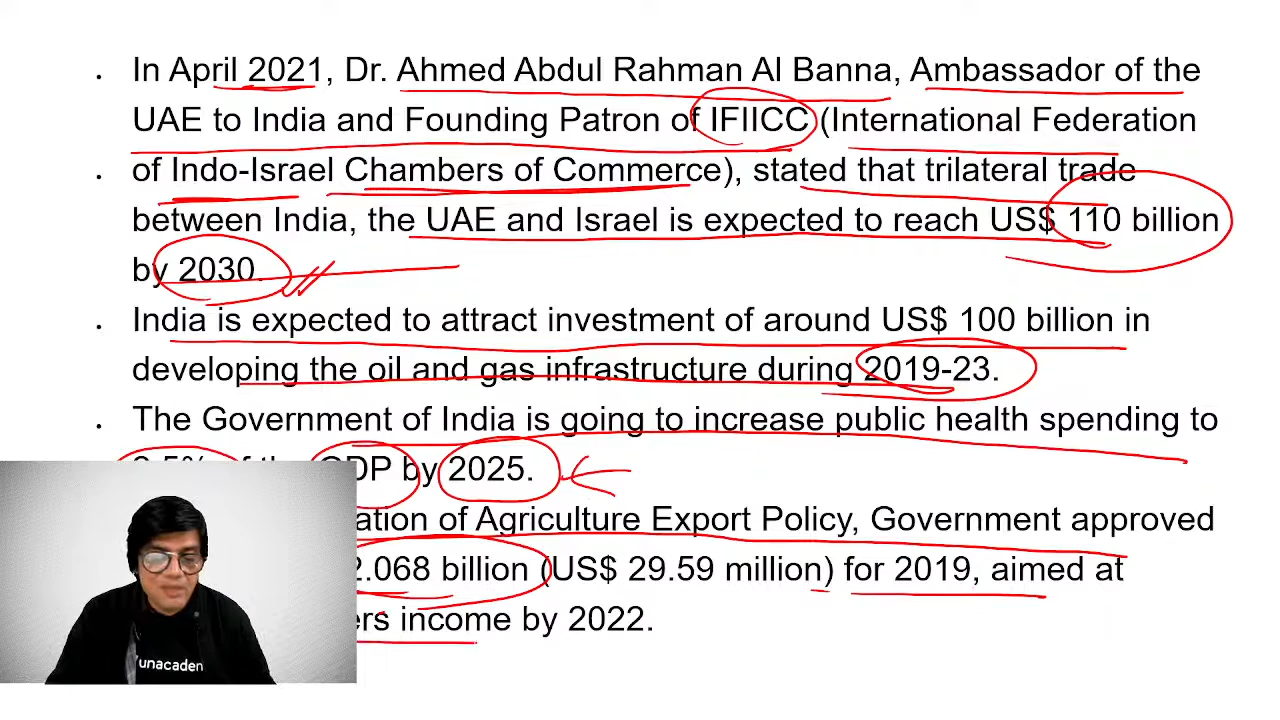 • In April 2021, Dr. Ahmed Abdul Rahman Al Banna, Ambassador of the
UAE to India and Founding Patron of IFIICC (International Federation
• of Indo-Israel Chambers of Commerce), stated that trilateral trade
between India, the UAE and Israel is expected to reach US$ 110 billion
by 2030.
• India is expected to attract investment of around US$ 100 billion in
developing the oil and gas infrastructure during 2019-23.
• The Government of India is going to increase public health spending to
2.5% of the GDP by 2025.
ation of Agriculture Export Policy, Government approved
2.068 billion (US$ 29.59 million) for 2019, aimed at
ers income by 2022.
unacaden